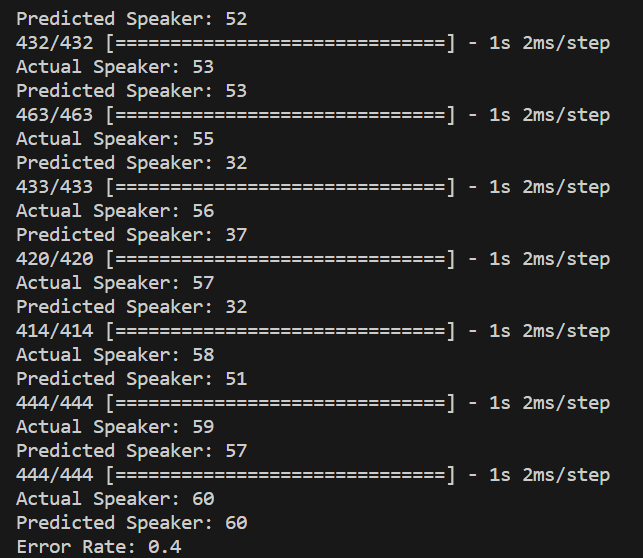 Predicted Speaker: 52
432/432 [==============================] - 1s 2ms/step
Actual Speaker: 53
Predicted Speaker: 53
463/463 [==============================] - 1s 2ms/step
Actual Speaker: 55
Predicted Speaker: 32
433/433 [==============================] - 1s 2ms/step
Actual Speaker: 56
Predicted Speaker: 37
420/420 [==============================] - 1s 2ms/step
Actual Speaker: 57
Predicted Speaker: 32
414/414 [==============================] - 1s 2ms/step
Actual Speaker: 58
Predicted Speaker: 51
444/444 [==============================] - 1s 2ms/step
Actual Speaker: 59
Predicted Speaker: 57
444/444 [==============================] - 1s 2ms/step
Actual Speaker: 60
Predicted Speaker: 60
Error Rate: 0.4